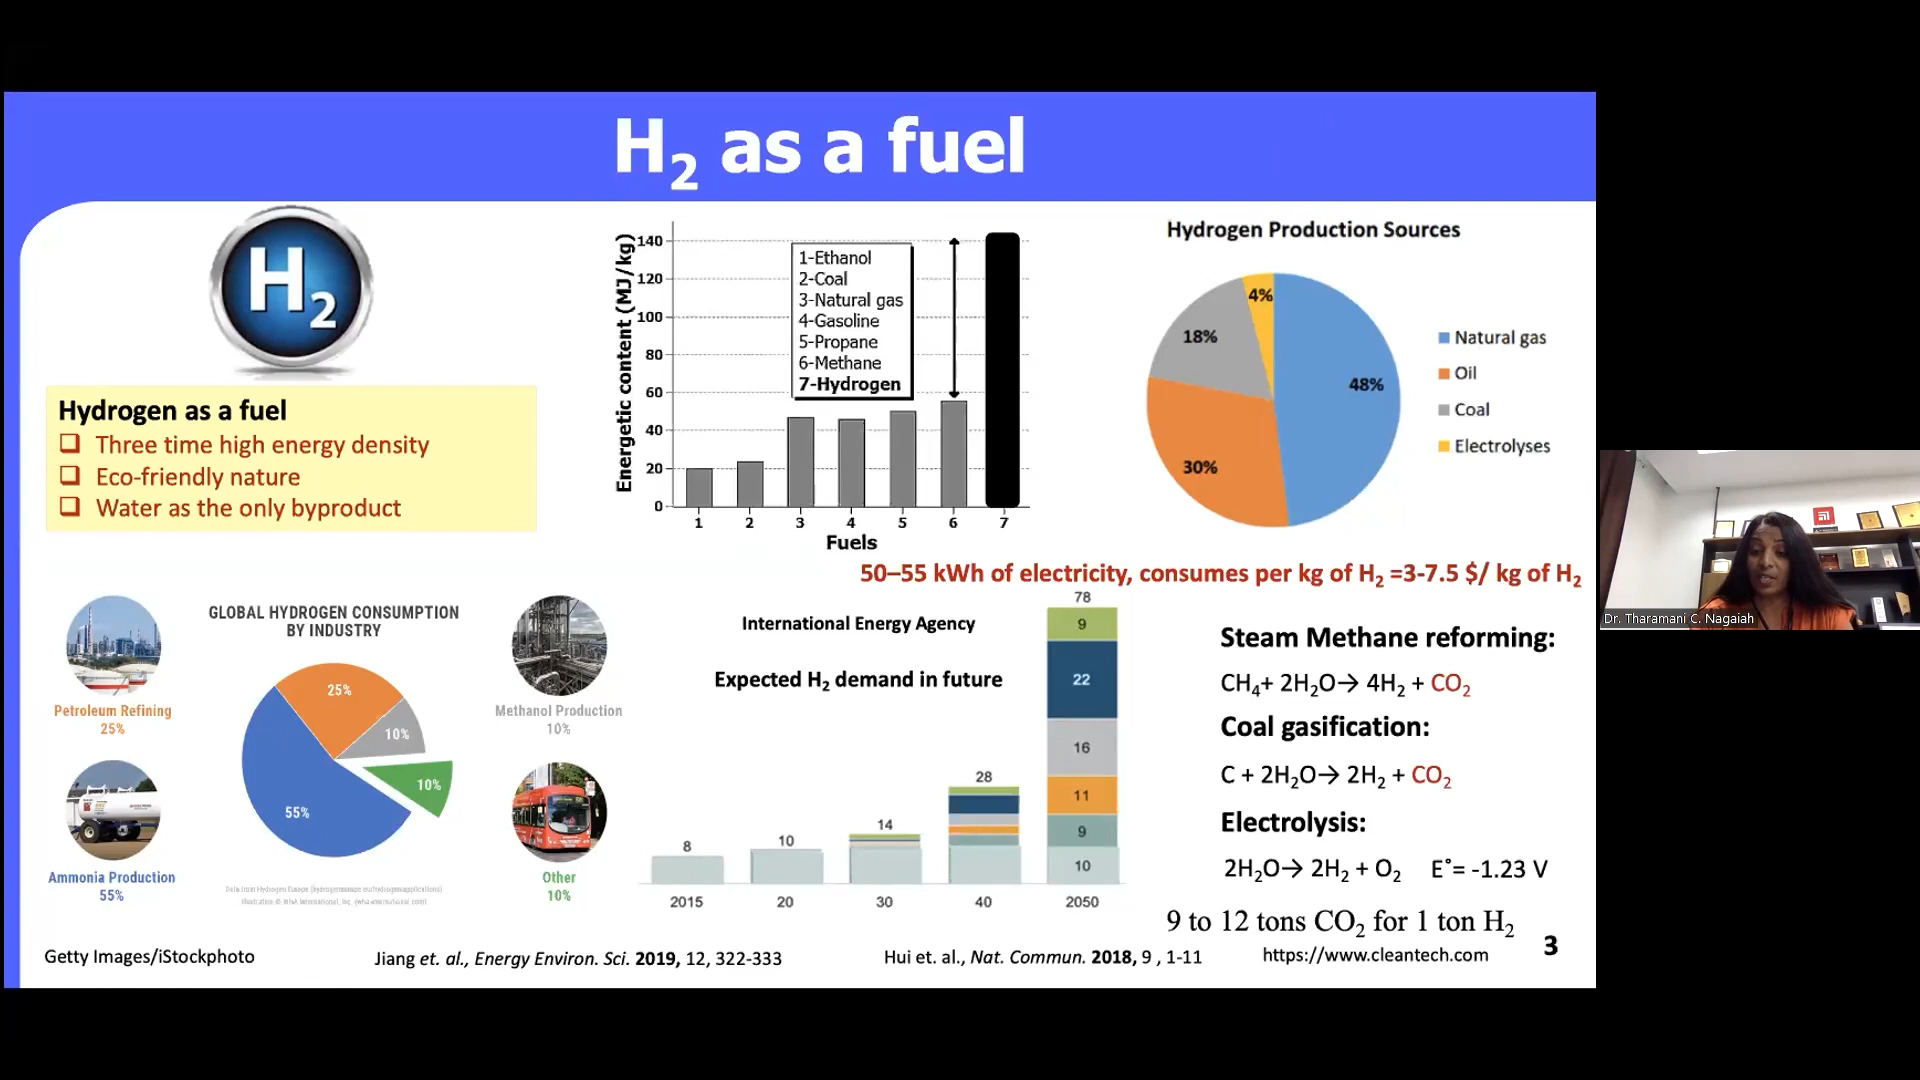 H₂ as a fuel
H₂
Hydrogen as a fuel
Three time high energy density
Eco-friendly nature
Water as the only byproduct
Energetic content (MJ/kg)
140
120
100
80
60
40
20
0
1-Ethanol
2-Coal
3-Natural gas
4-Gasoline
5-Propane
6-Methane
7-Hydrogen
1 2 3 4 5 6 7
Fuels
Hydrogen Production Sources
4%
18%
48%
30%
Natural gas
Oil
Coal
Electrolyses
50–55 kWh of electricity, consumes per kg of H₂ =3-7.5 $/ kg of H₂
GLOBAL HYDROGEN CONSUMPTION
BY INDUSTRY
Petroleum Refining
25%
Ammonia Production
55%
25%
10%
10%
55%
Methanol Production
10%
Other
10%
International Energy Agency
Expected H₂ demand in future
8
10
14
28
78
9
22
16
11
9
10
2015 20 30 40 2050
Steam Methane reforming:
CH₄+ 2H₂O→ 4H₂ + CO₂
Coal gasification:
C + 2H₂O→ 2H₂ + CO₂
Electrolysis:
2H₂O→ 2H₂ + O₂ E°= -1.23 V
9 to 12 tons CO₂ for 1 ton H₂
Getty Images/iStockphoto
Jiang et. al., Energy Environ. Sci. 2019, 12, 322-333
Hui et. al., Nat. Commun. 2018, 9 , 1-11
https://www.cleantech.com
3
Dr. Tharamani C. Nagaiah